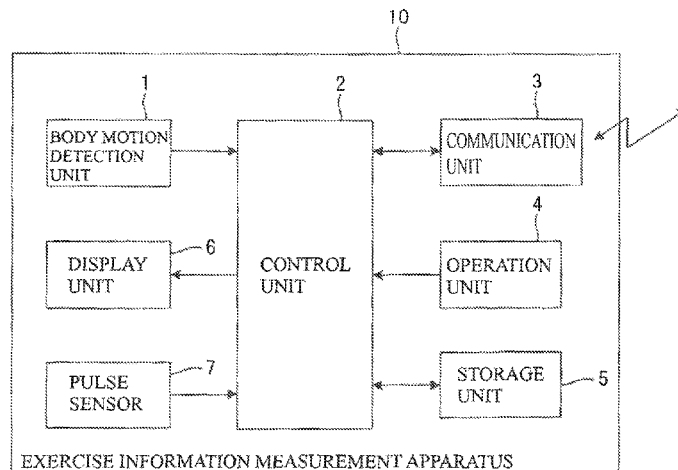 10
1
BODY MOTION
DETECTION
UNIT
2
CONTROL
UNIT
3
COMMUNICATION
UNIT
4
OPERATION
UNIT
6
DISPLAY
UNIT
7
PULSE
SENSOR
STORAGE
UNIT
5
EXERCISE INFORMATION MEASUREMENT APPARATUS